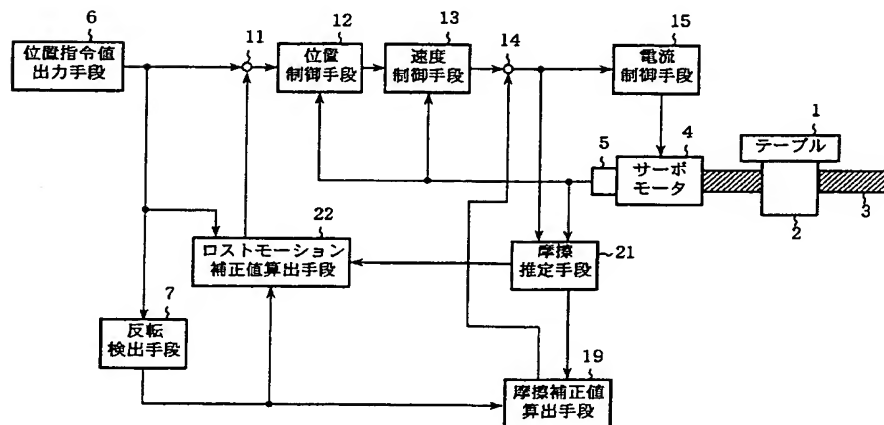 6
位置指令値
出力手段
11
12
位置
制御手段
13
速度
制御手段
14
15
電流
制御手段
1
テーブル
4
サーボ
モータ
5
2
3
22
ロストモーション
補正値算出手段
摩擦
推定手段
21
7
反転
検出手段
19
摩擦補正値
算出手段